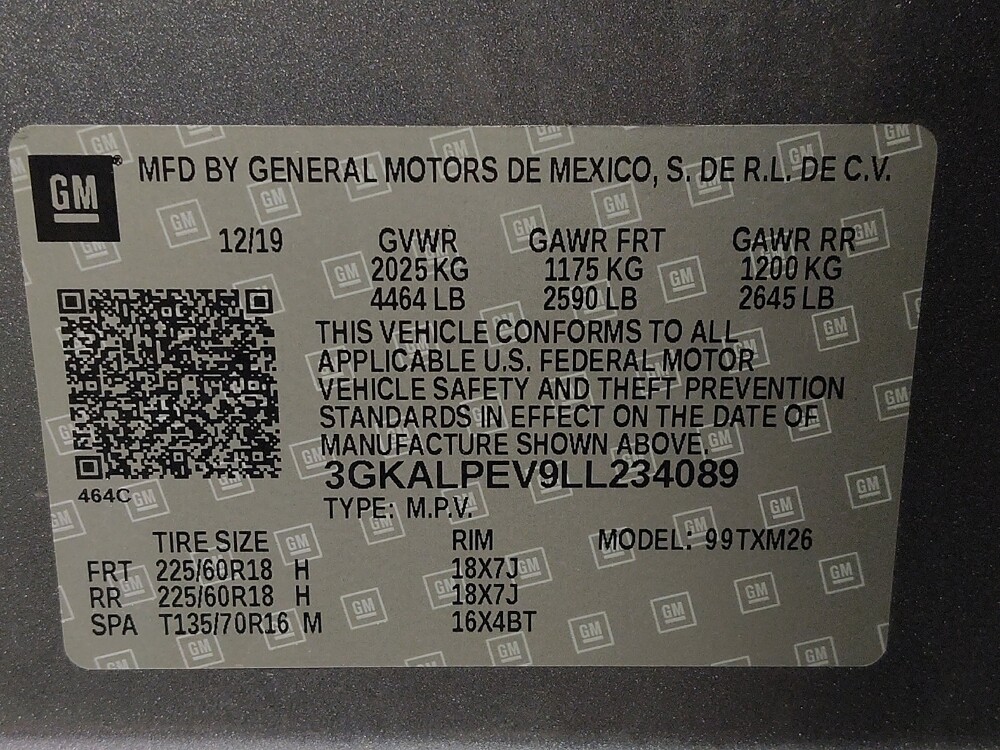 GM ® MFD BY GENERAL MOTORS DE MEXICO, S. DE R.L. DE C.V.
12/19 GVWR GAWR FRT GAWR RR
2025 KG 1175 KG 1200 KG
4464 LB 2590 LB 2645 LB
THIS VEHICLE CONFORMS TO ALL
APPLICABLE U.S. FEDERAL MOTOR
VEHICLE SAFETY AND THEFT PREVENTION
STANDARDS IN EFFECT ON THE DATE OF
MANUFACTURE SHOWN ABOVE.
3GKALPEV9LL234089
464C
TYPE: M.P.V.
TIRE SIZE RIM MODEL: 99TXM26
FRT 225/60R18 H 18X7J
RR 225/60R18 H 18X7J
SPA T135/70R16 M 16X4BT